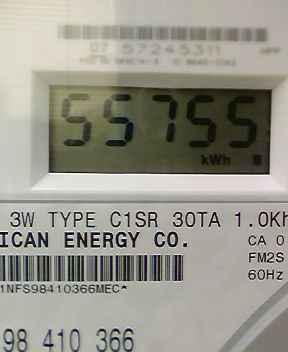 07 57245311
55755
kWh
3W TYPE C1SR 30TA 1.0Kh
ICAN ENERGY CO.
CA 0
FM2S
60Hz
1NFS98410366MEC*
98 410 366